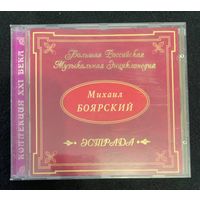 Большая Российская
Музыкальная Энциклопедия
Михаил
БОЯРСКИЙ
ЭСТРАДА
КОЛЛЕКЦИЯ XXI ВЕКА